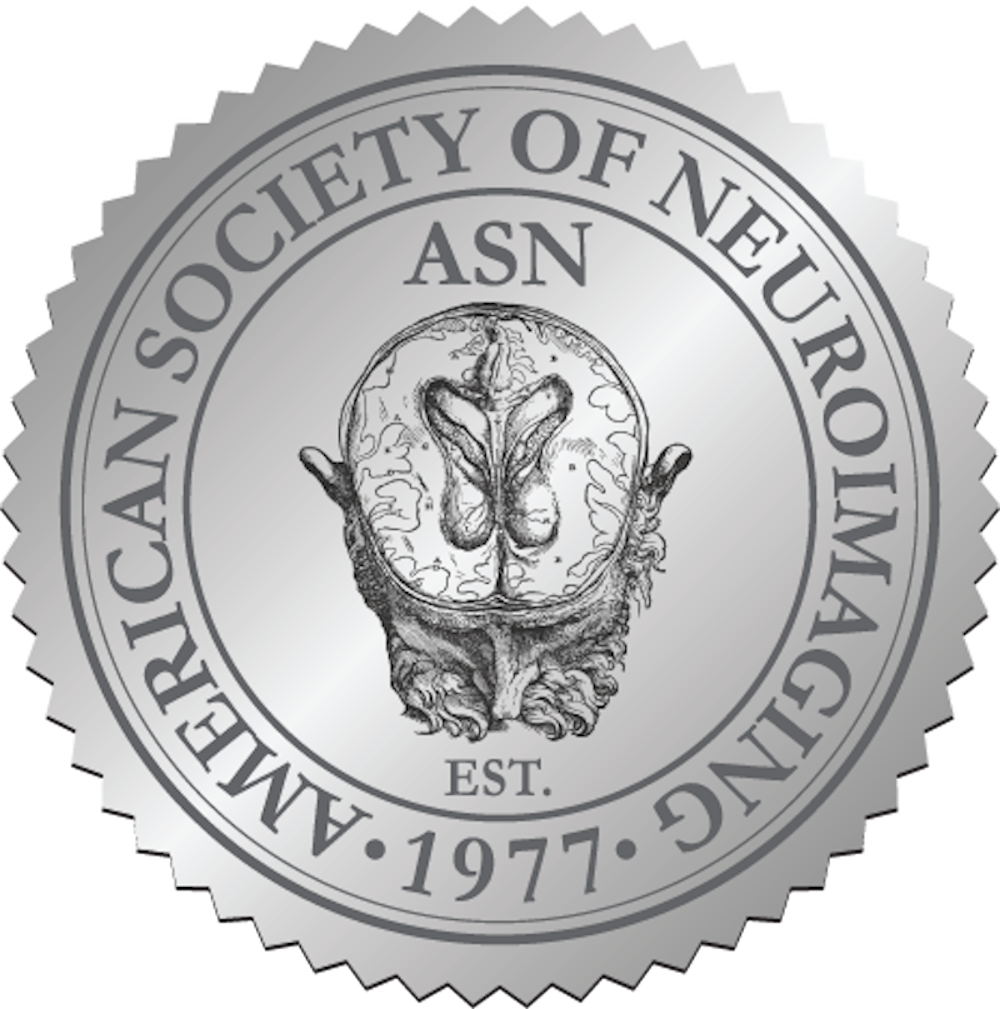 AMERICAN SOCIETY OF NEUROIMAGING
ASN
EST.
• 1977 •